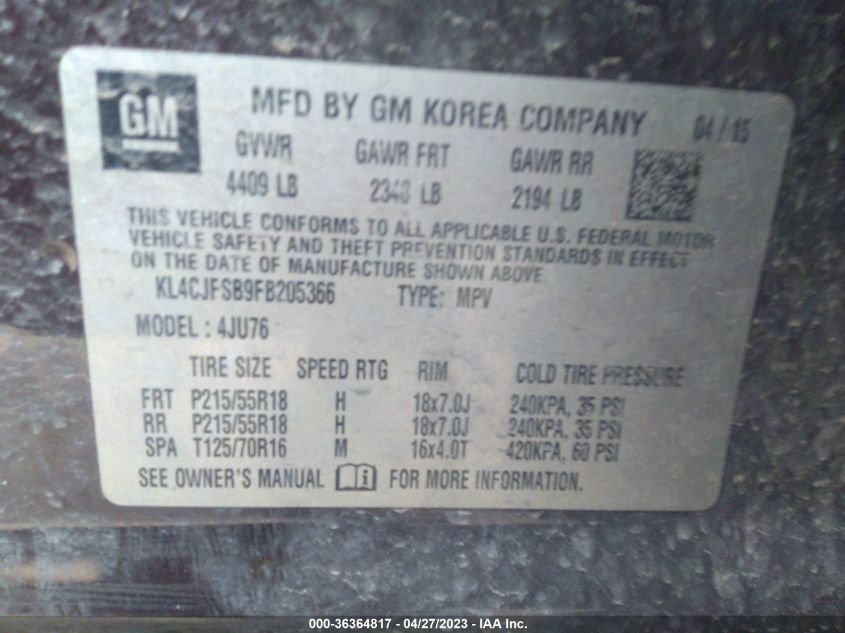 GM MFD BY GM KOREA COMPANY 04/15
GVWR GAWR FRT GAWR RR
4409 LB 2348 LB 2194 LB
THIS VEHICLE CONFORMS TO ALL APPLICABLE U.S. FEDERAL MOTOR
VEHICLE SAFETY AND THEFT PREVENTION STANDARDS IN EFFECT
ON THE DATE OF MANUFACTURE SHOWN ABOVE
KL4CJFSB9FB205366 TYPE: MPV
MODEL: 4JU76
TIRE SIZE SPEED RTG RIM COLD TIRE PRESSURE
FRT P215/55R18 H 18x7.0J 240KPA, 35 PSI
RR P215/55R18 H 18x7.0J 240KPA, 35 PSI
SPA T125/70R16 M 16x4.0T 420KPA, 60 PSI
SEE OWNER'S MANUAL FOR MORE INFORMATION.
000-36364817 - 04/27/2023 - IAA Inc.